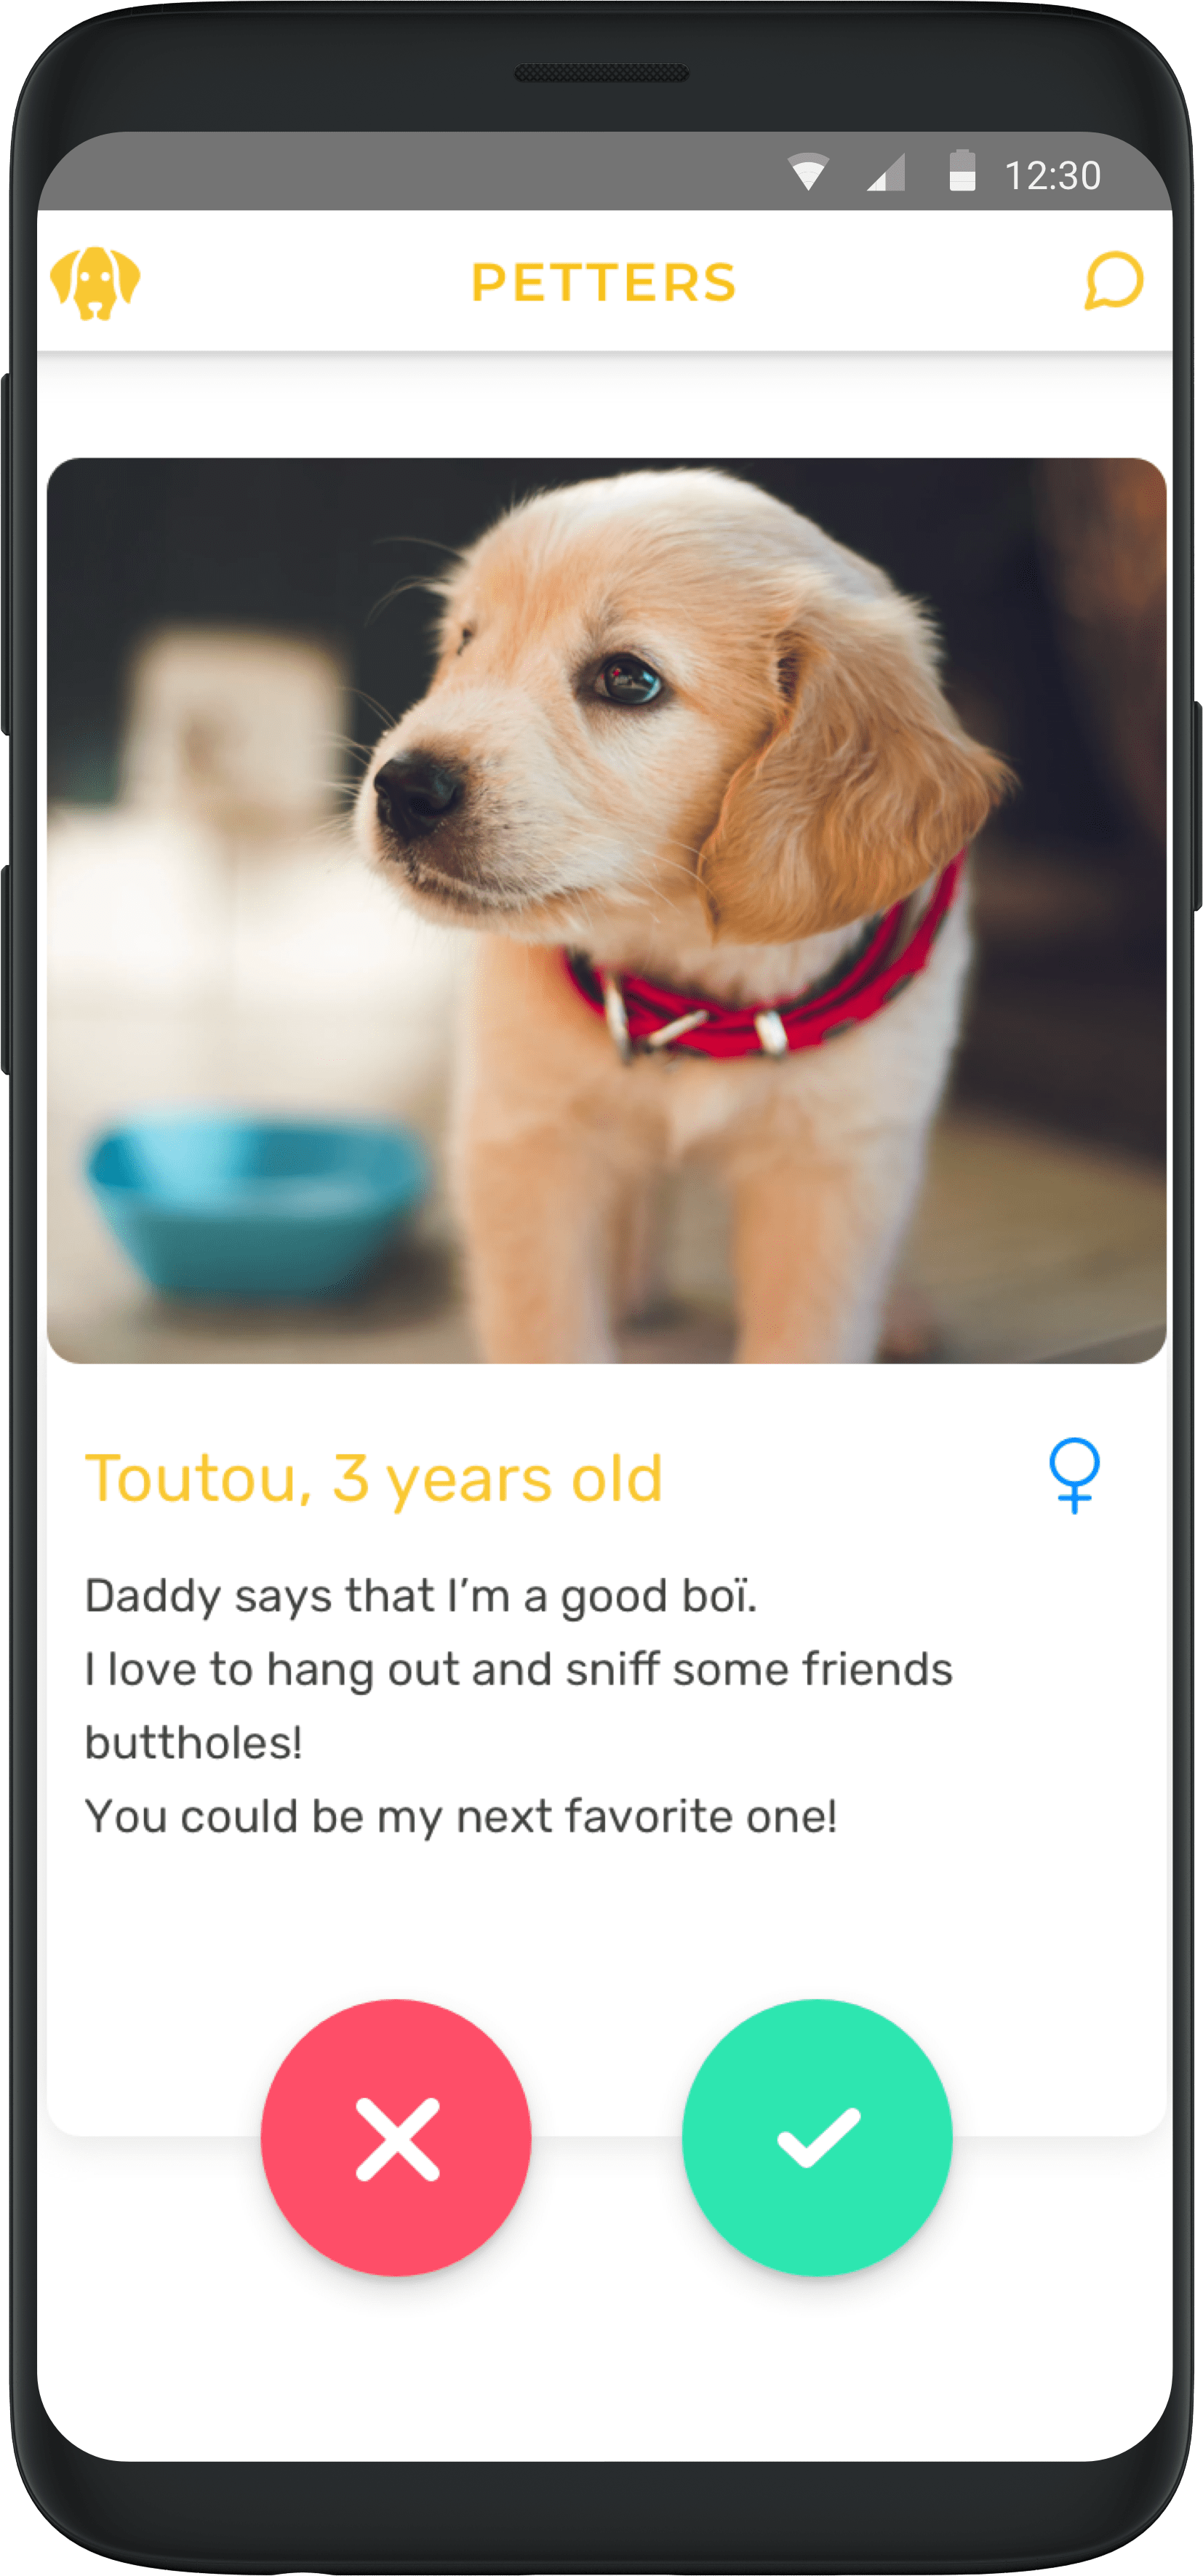 12:30
PETTERS
Toutou, 3 years old
Daddy says that I’m a good boï.
I love to hang out and sniff some friends
buttholes!
You could be my next favorite one!